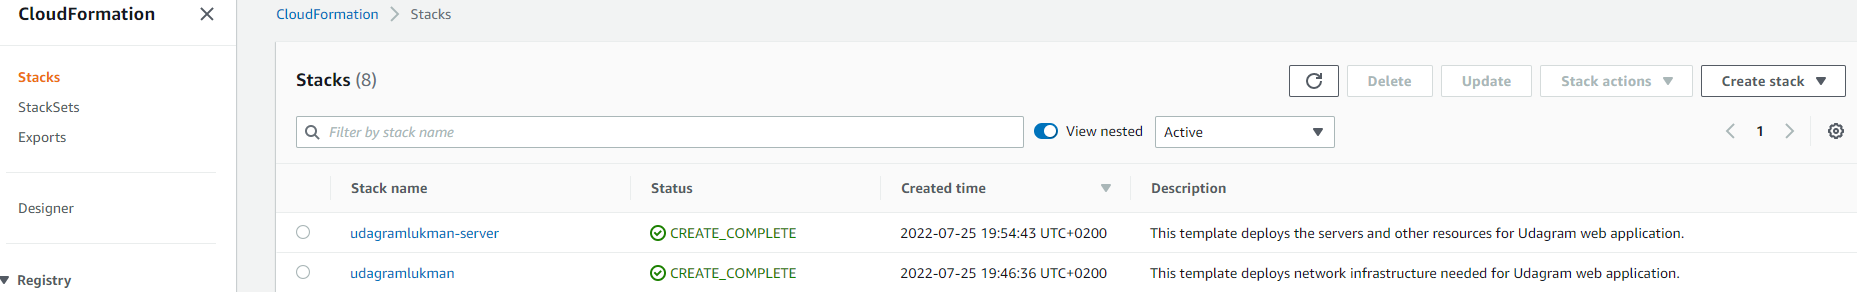 CloudFormation
Stacks
StackSets
Exports
Designer
Registry
CloudFormation Stacks
Stacks (8)
Delete Update Stack actions Create stack
Filter by stack name View nested Active 1
Stack name Status Created time Description
udagramlukman-server CREATE_COMPLETE 2022-07-25 19:54:43 UTC+0200 This template deploys the servers and other resources for Udagram web application.
udagramlukman CREATE_COMPLETE 2022-07-25 19:46:36 UTC+0200 This template deploys network infrastructure needed for Udagram web application.